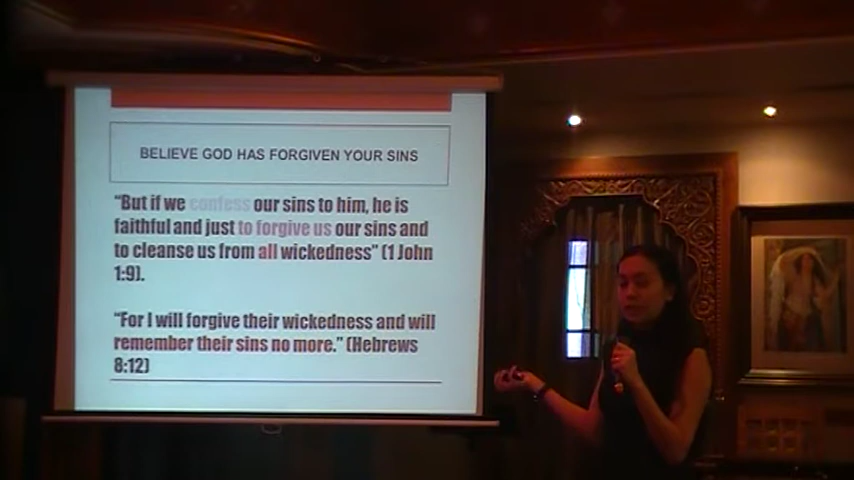 BELIEVE GOD HAS FORGIVEN YOUR SINS
“But if we confess our sins to him, he is
faithful and just to forgive us our sins and
to cleanse us from all wickedness” (1 John
1:9).
“For I will forgive their wickedness and will
remember their sins no more.” (Hebrews
8:12)